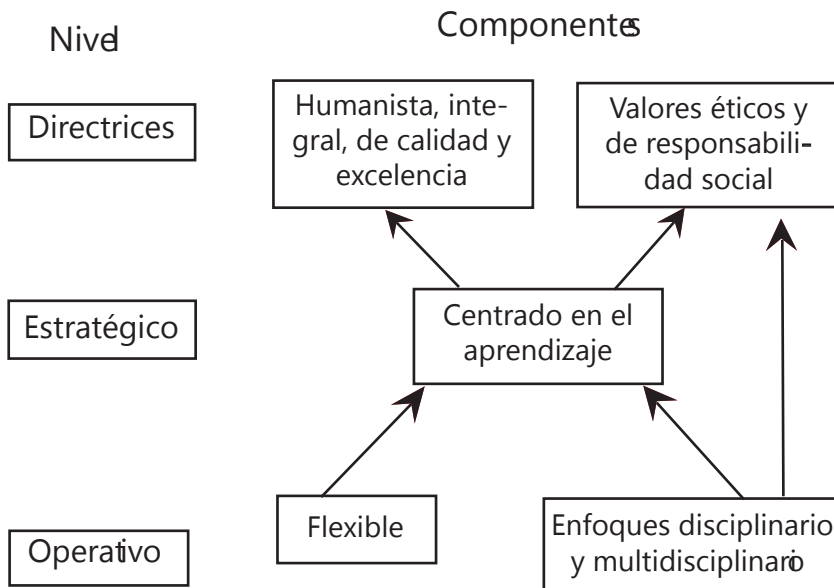 Nivel
Componentes
Directrices
Humanista, inte-
gral, de calidad y
excelencia
Valores éticos y
de responsabili-
dad social
Estratégico
Centrado en el
aprendizaje
Operativo
Flexible
Enfoques disciplinario
y multidisciplinario